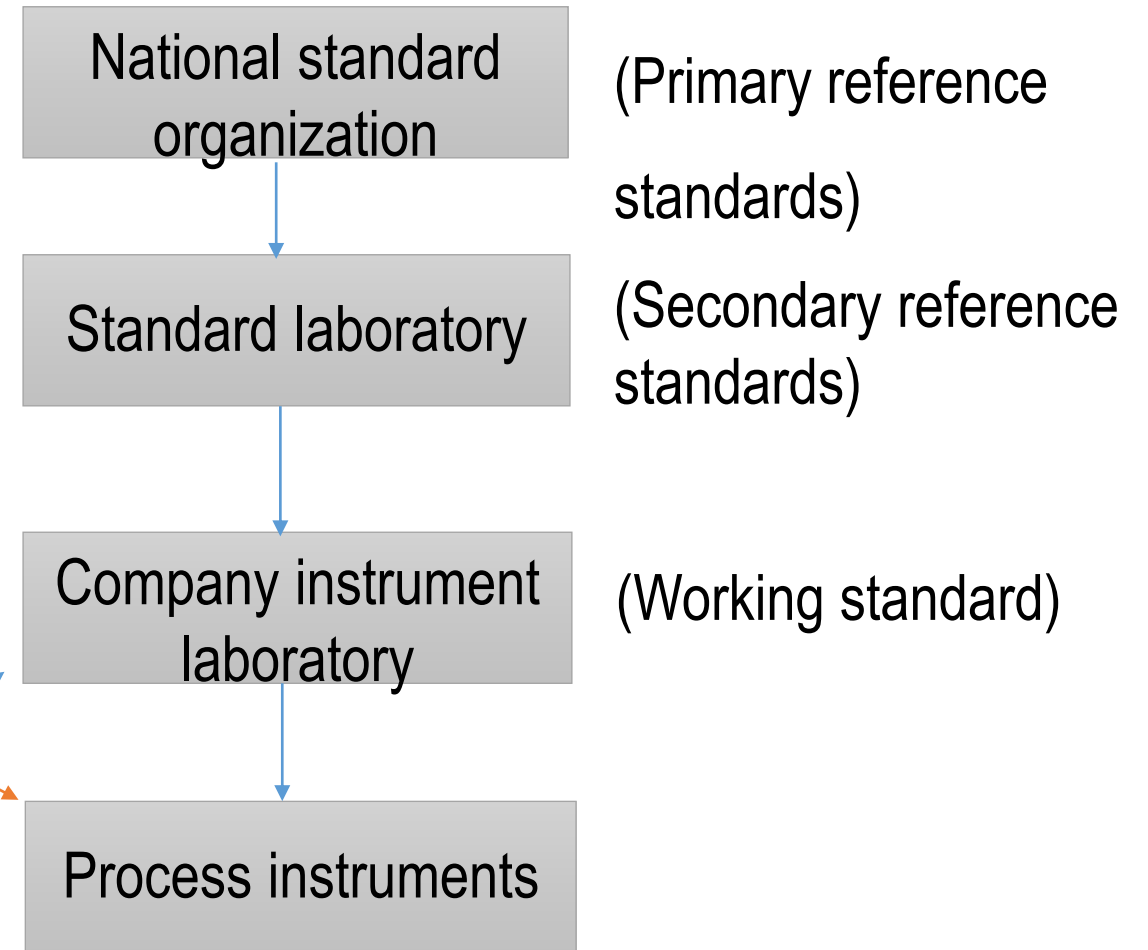 National standard
organization
(Primary reference
standards)
Standard laboratory
(Secondary reference
standards)
Company instrument
laboratory
(Working standard)
Process instruments